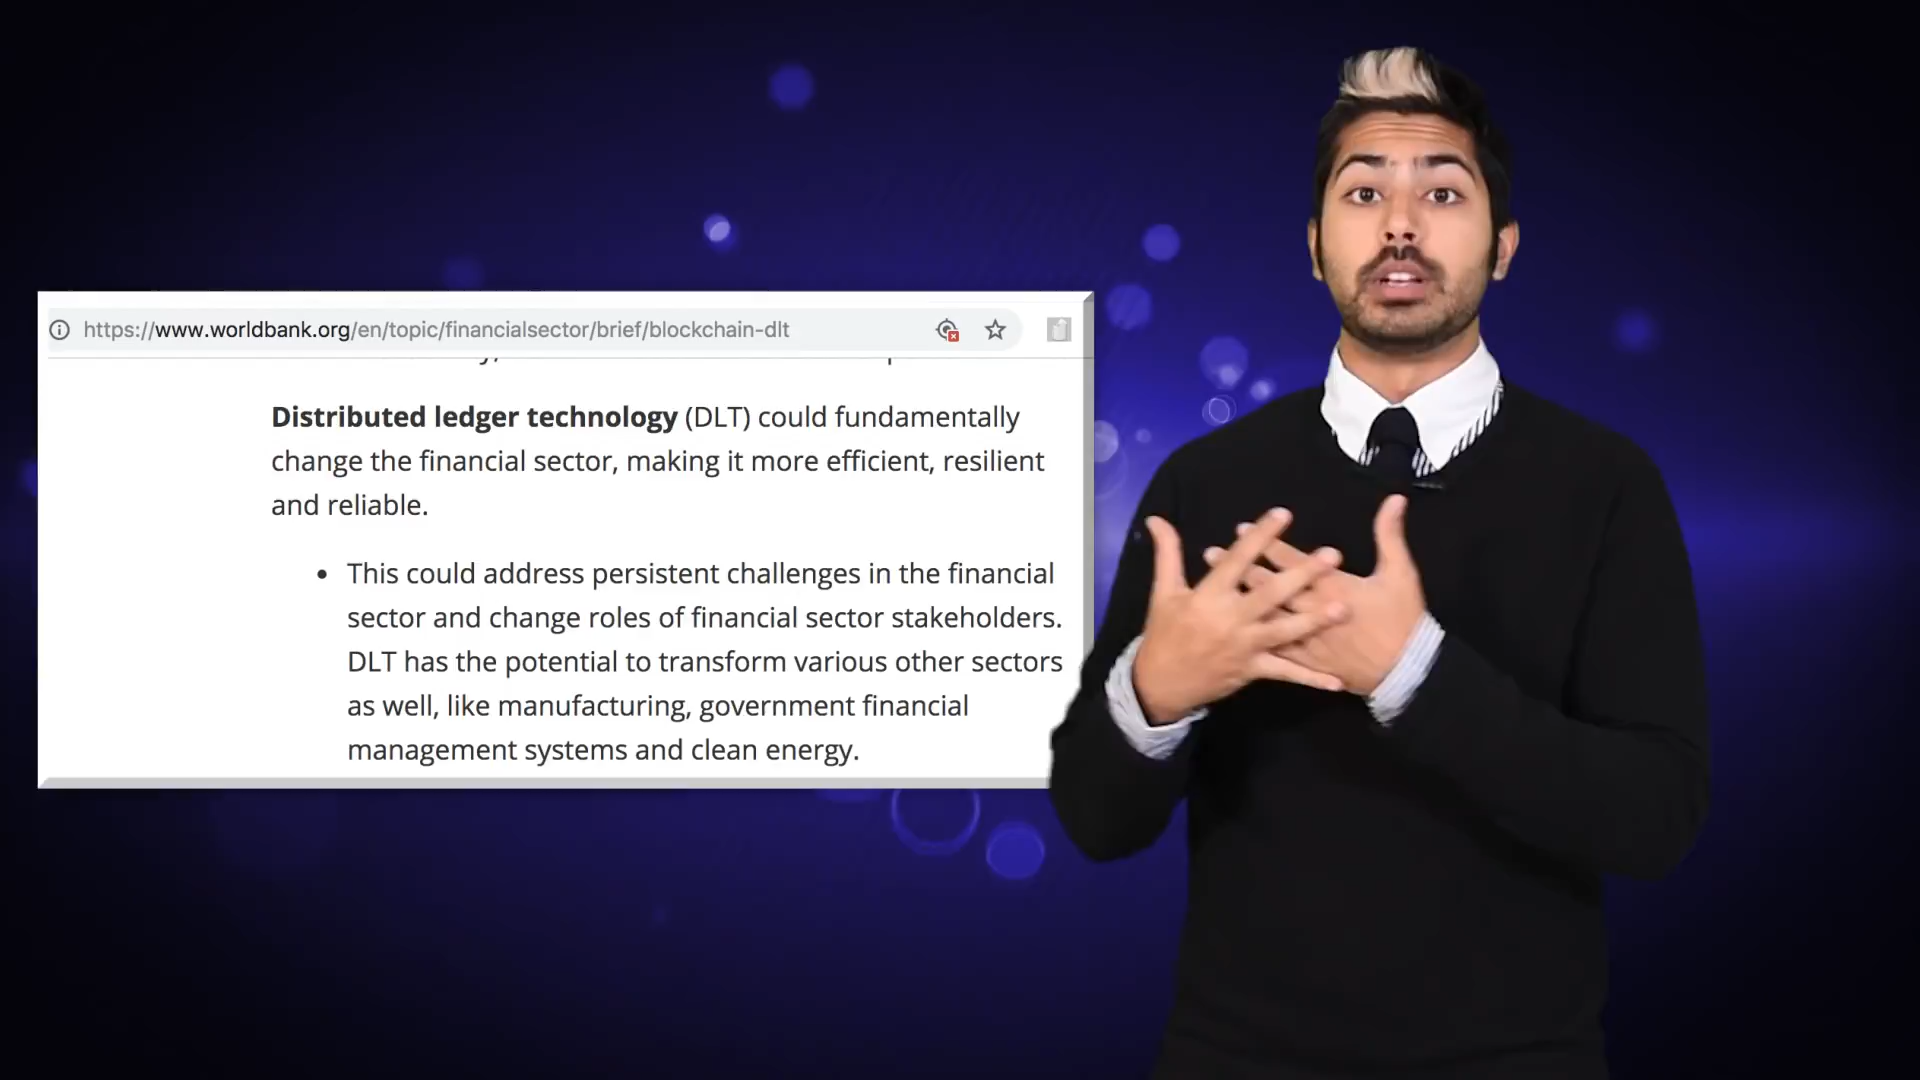 https://www.worldbank.org/en/topic/financialsector/brief/blockchain-dlt
Distributed ledger technology (DLT) could fundamentally
change the financial sector, making it more efficient, resilient
and reliable.
• This could address persistent challenges in the financial
sector and change roles of financial sector stakeholders.
DLT has the potential to transform various other sectors
as well, like manufacturing, government financial
management systems and clean energy.